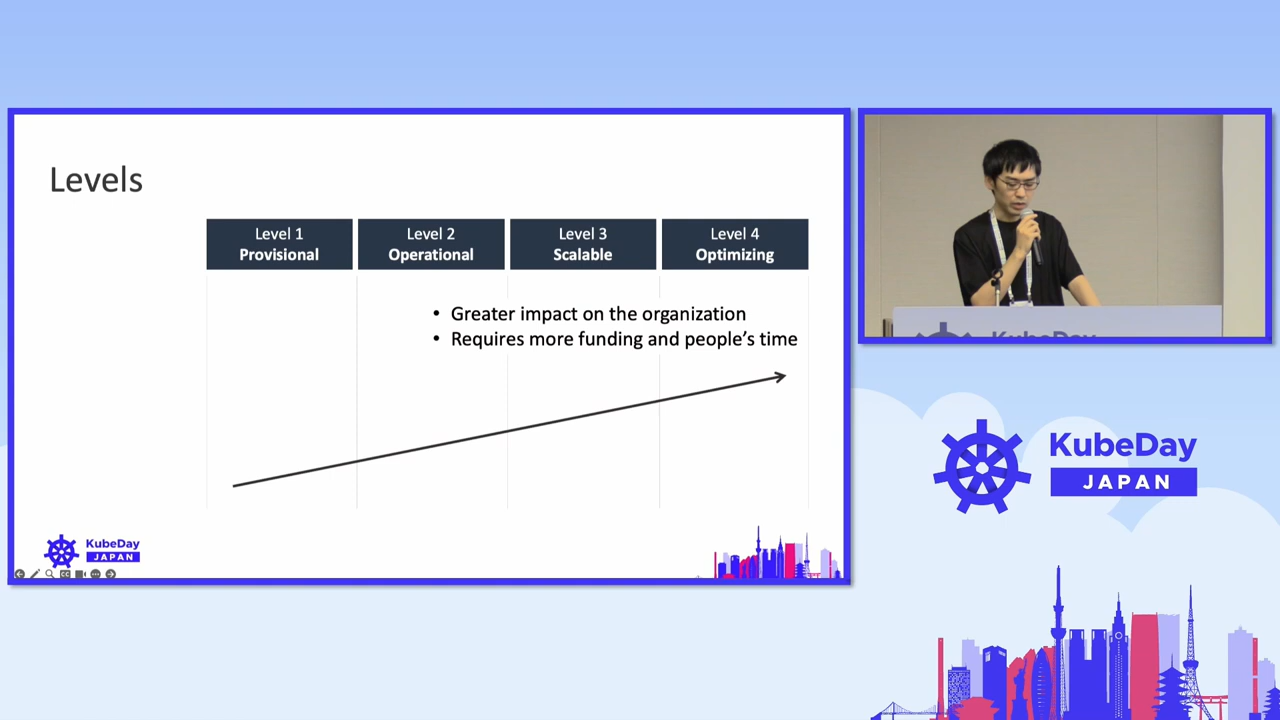 Levels
Level 1
Provisional
Level 2
Operational
Level 3
Scalable
Level 4
Optimizing
• Greater impact on the organization
• Requires more funding and people's time
KubeDay
JAPAN
KubeDay
KubeDay
JAPAN